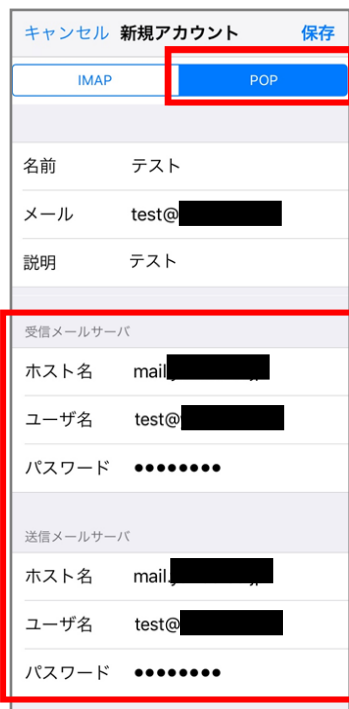 キャンセル 新規アカウント 保存
IMAP POP
名前 テスト
メール test@
説明 テスト
受信メールサーバ
ホスト名 mail.
ユーザ名 test@
パスワード ●●●●●●●●
送信メールサーバ
ホスト名 mail.
ユーザ名 test@
パスワード ●●●●●●●●